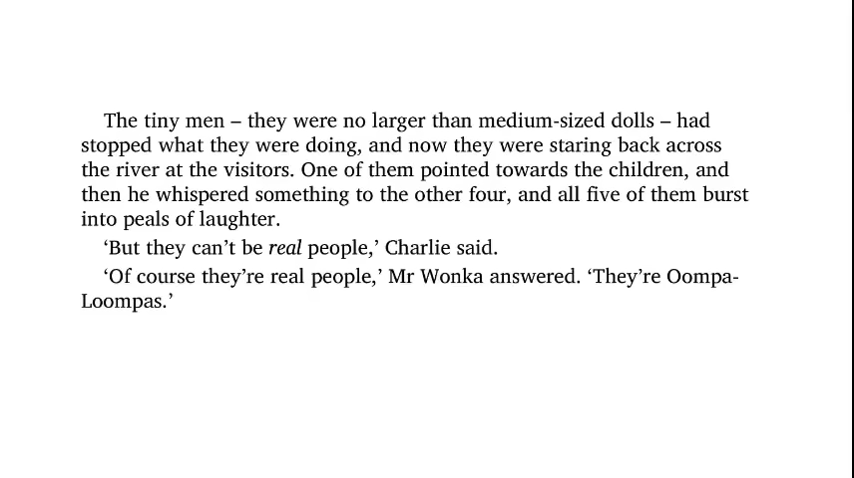 The tiny men – they were no larger than medium-sized dolls – had
stopped what they were doing, and now they were staring back across
the river at the visitors. One of them pointed towards the children, and
then he whispered something to the other four, and all five of them burst
into peals of laughter.
‘But they can’t be real people,’ Charlie said.
‘Of course they’re real people,’ Mr Wonka answered. ‘They’re Oompa-
Loompas.’